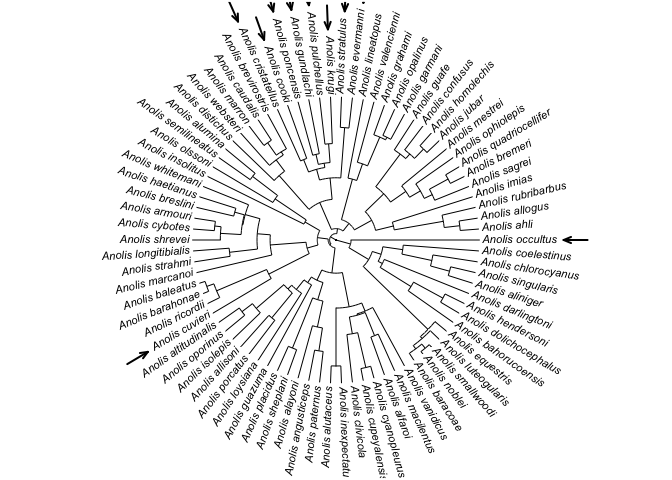 Anolis occultus
Anolis ahli
Anolis allogus
Anolis rubribarbus
Anolis imias
Anolis sagrei
Anolis bremeri
Anolis quadriocellifer
Anolis ophiolepis
Anolis mestrei
Anolis jubar
Anolis homolechis
Anolis confusus
Anolis guafe
Anolis garmani
Anolis opalinus
Anolis grahami
Anolis valencienni
Anolis lineatopus
Anolis evermanni
Anolis stratulus
Anolis krugi
Anolis pulchellus
Anolis gundlachi
Anolis poncensis
Anolis cooki
Anolis cristatellus
Anolis brevirostris
Anolis caudalis
Anolis marron
Anolis websteri
Anolis distichus
Anolis alumina
Anolis semilineatus
Anolis olssoni
Anolis insolitus
Anolis whitemani
Anolis haetianus
Anolis breslini
Anolis armouri
Anolis cybotes
Anolis shrevei
Anolis longitibialis
Anolis strahmi
Anolis marcanoi
Anolis baleatus
Anolis barahonae
Anolis ricordii
Anolis cuvieri
Anolis altitudinalis
Anolis oporinus
Anolis isolepis
Anolis allisoni
Anolis porcatus
Anolis loysiana
Anolis guazuma
Anolis placidus
Anolis sheplani
Anolis alayoni
Anolis angusticeps
Anolis paternus
Anolis alutaceus
Anolis inexpectatu
Anolis clivicola
Anolis cupeyalensis
Anolis cyanopleurus
Anolis alfaroi
Anolis macilentus
Anolis vanidicus
Anolis baracoae
Anolis noblei
Anolis smallwoodi
Anolis luteogularis
Anolis equestris
Anolis bahorucoensis
Anolis dolichocephalus
Anolis hendersoni
Anolis darlingtoni
Anolis aliniger
Anolis singularis
Anolis chlorocyanus
Anolis coelestinus